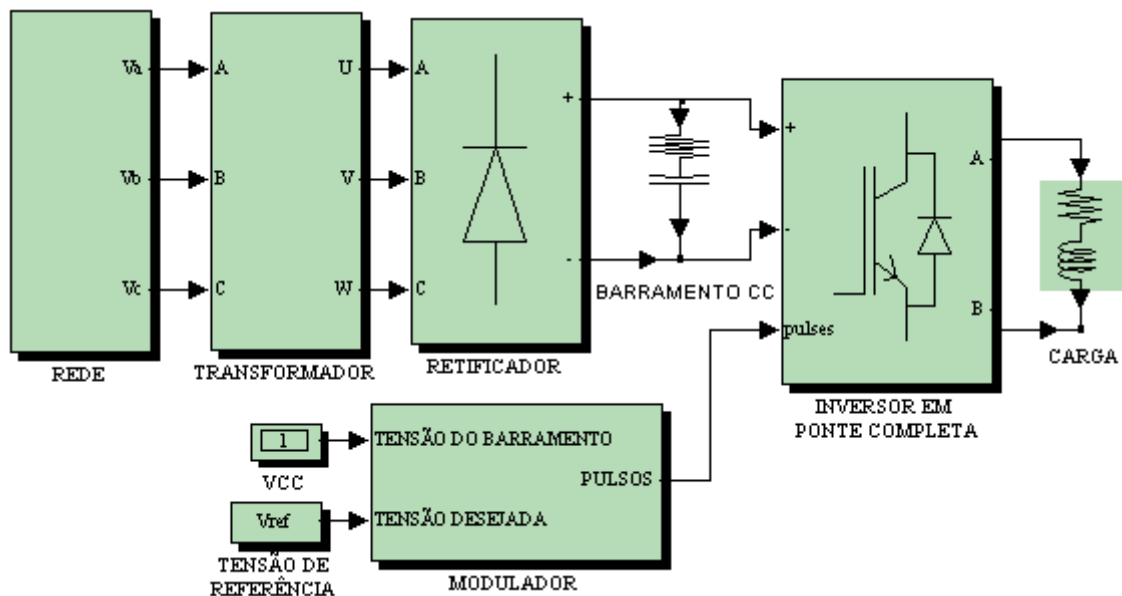 Va
Vb
Vc
REDE
A
B
C
U
V
W
TRANSFORMADOR
A
B
C
+
-
RETIFICADOR
BARRAMENTO CC
+
-
pulses
A
B
INVERSOR EM
PONTE COMPLETA
CARGA
1
VCC
Vref
TENSÃO DE
REFERÊNCIA
TENSÃO DO BARRAMENTO
PULSOS
TENSÃO DESEJADA
MODULADOR